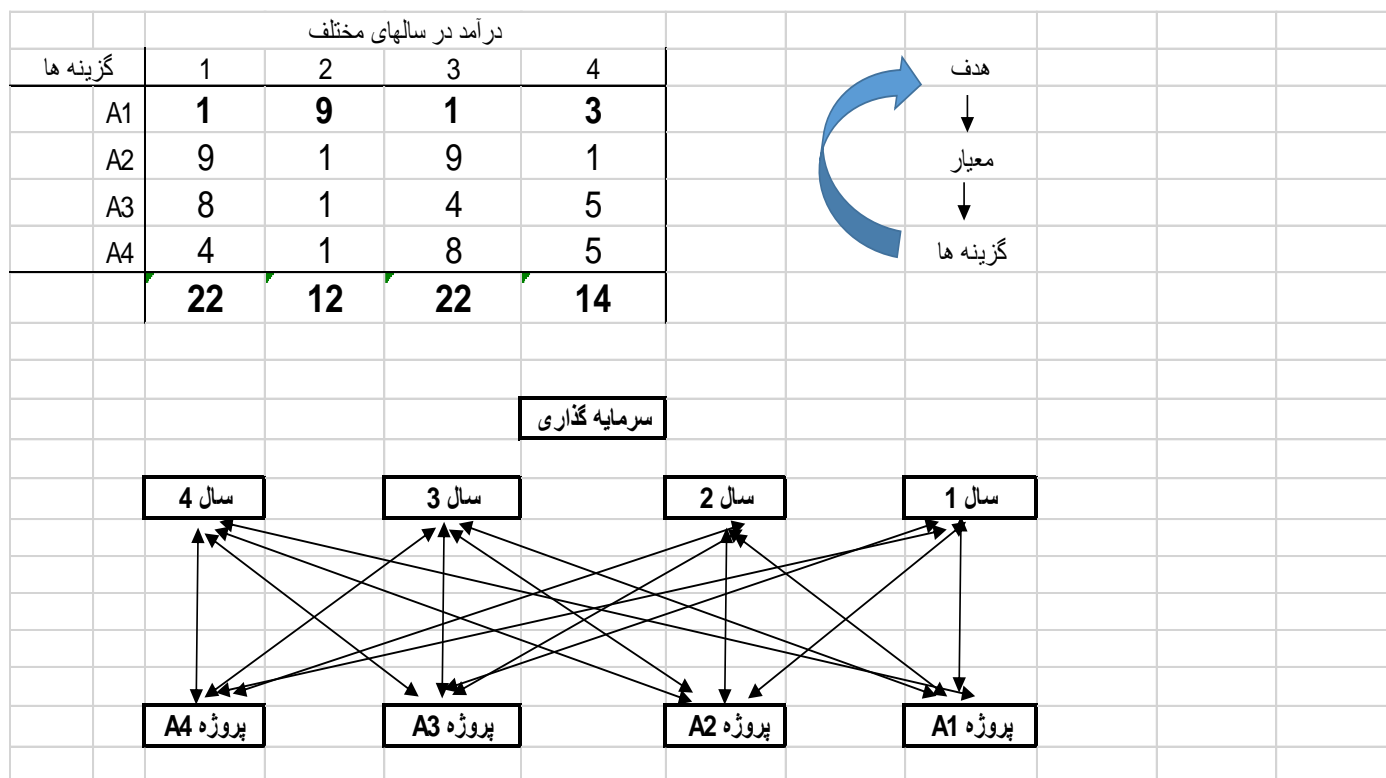 درآمد در سالهای مختلف
گزینه ها 1 2 3 4
A1 1 9 1 3
A2 9 1 9 1
A3 8 1 4 5
A4 4 1 8 5
22 12 22 14
هدف
معیار
گزینه ها
سرمایه گذاری
سال 4
سال 3
سال 2
سال 1
پروژه A4
پروژه A3
پروژه A2
پروژه A1